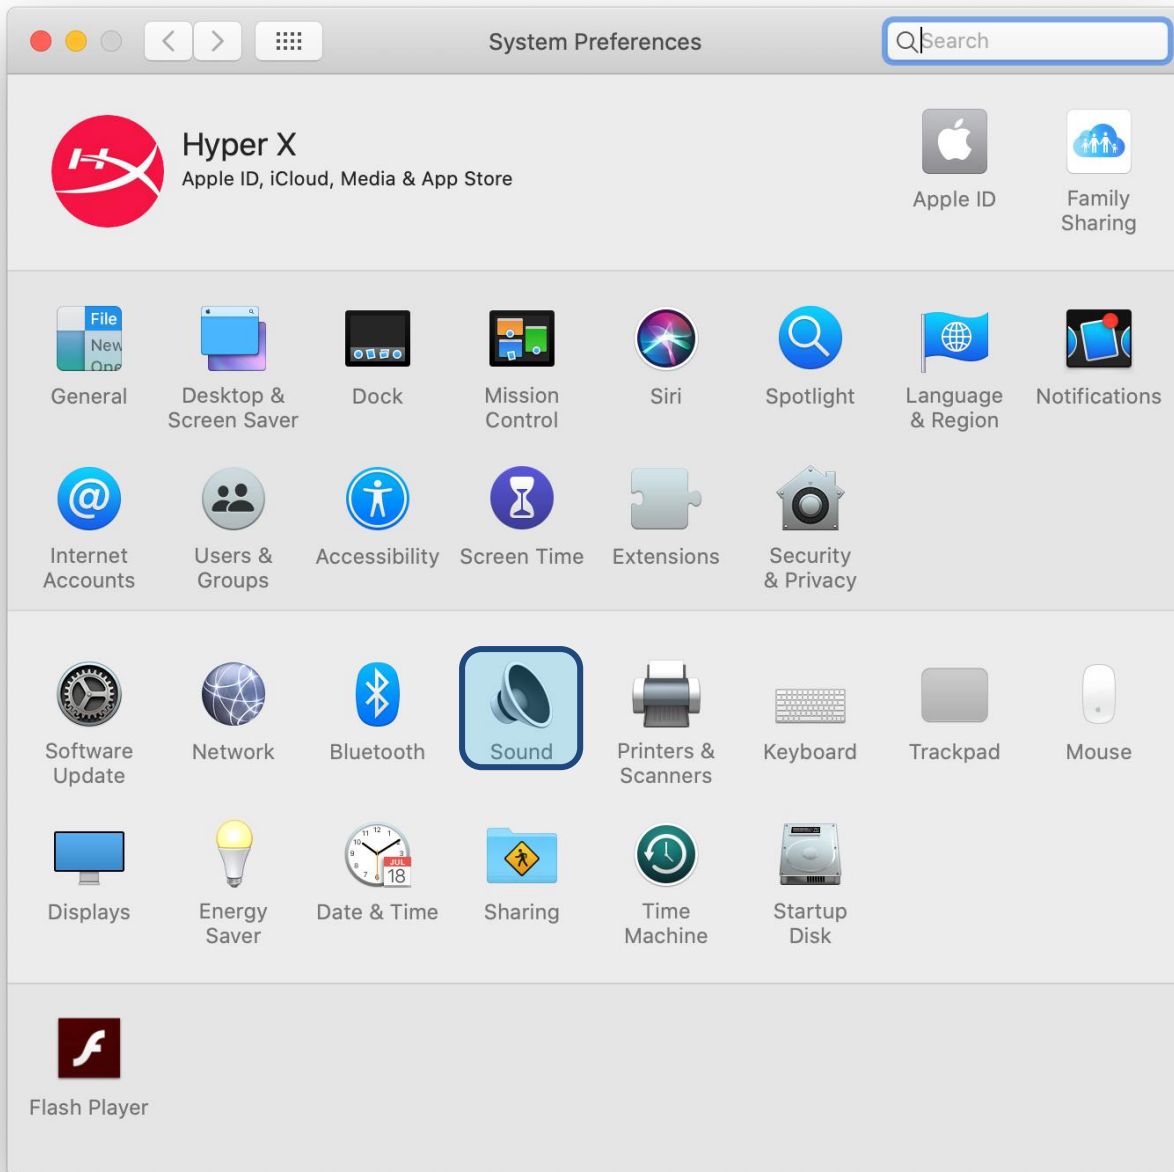 System Preferences
Search
Hyper X
Apple ID, iCloud, Media & App Store
Apple ID
Family
Sharing
File
New
Ope
General
Desktop &
Screen Saver
Dock
Mission
Control
Siri
Spotlight
Language
& Region
Notifications
@
Internet
Accounts
Users &
Groups
Accessibility
Screen Time
Extensions
Security
& Privacy
Software
Update
Network
Bluetooth
Sound
Printers &
Scanners
Keyboard
Trackpad
Mouse
JUL
18
Displays
Energy
Saver
Date & Time
Sharing
Time
Machine
Startup
Disk
Flash Player